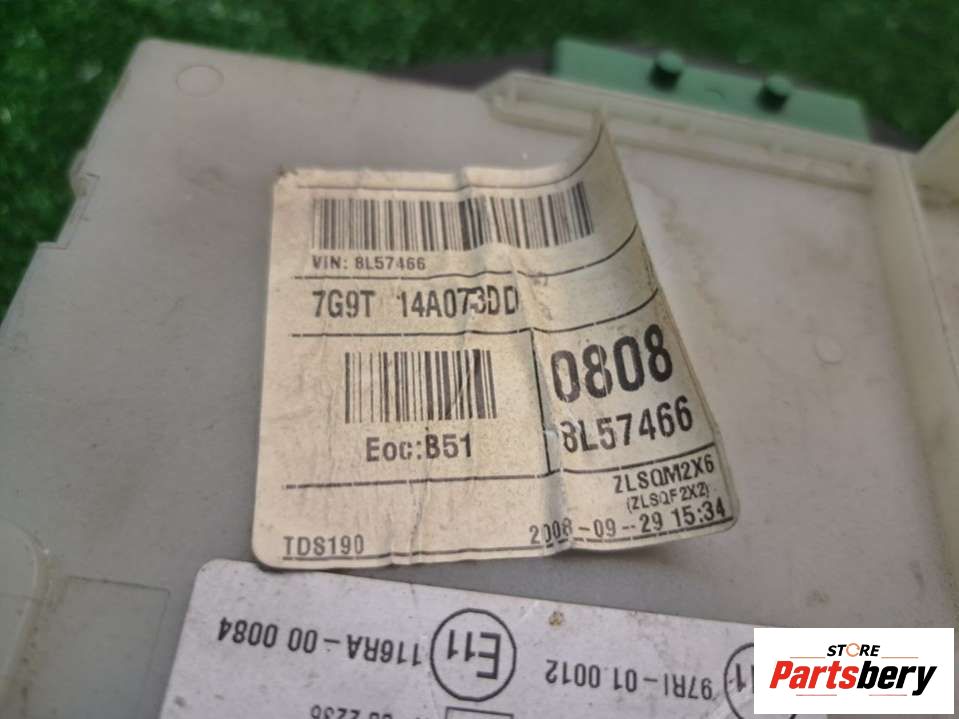 VIN: 8L57466
7G9T 14A073DD
0808
8L57466
Eoc:B51
ZLSQM2X6
(ZLSQF2X2)
TDS190
2008-09-29 15:34
E11
116RA-00 0084
97RI-01 0012
STORE
Partsbery